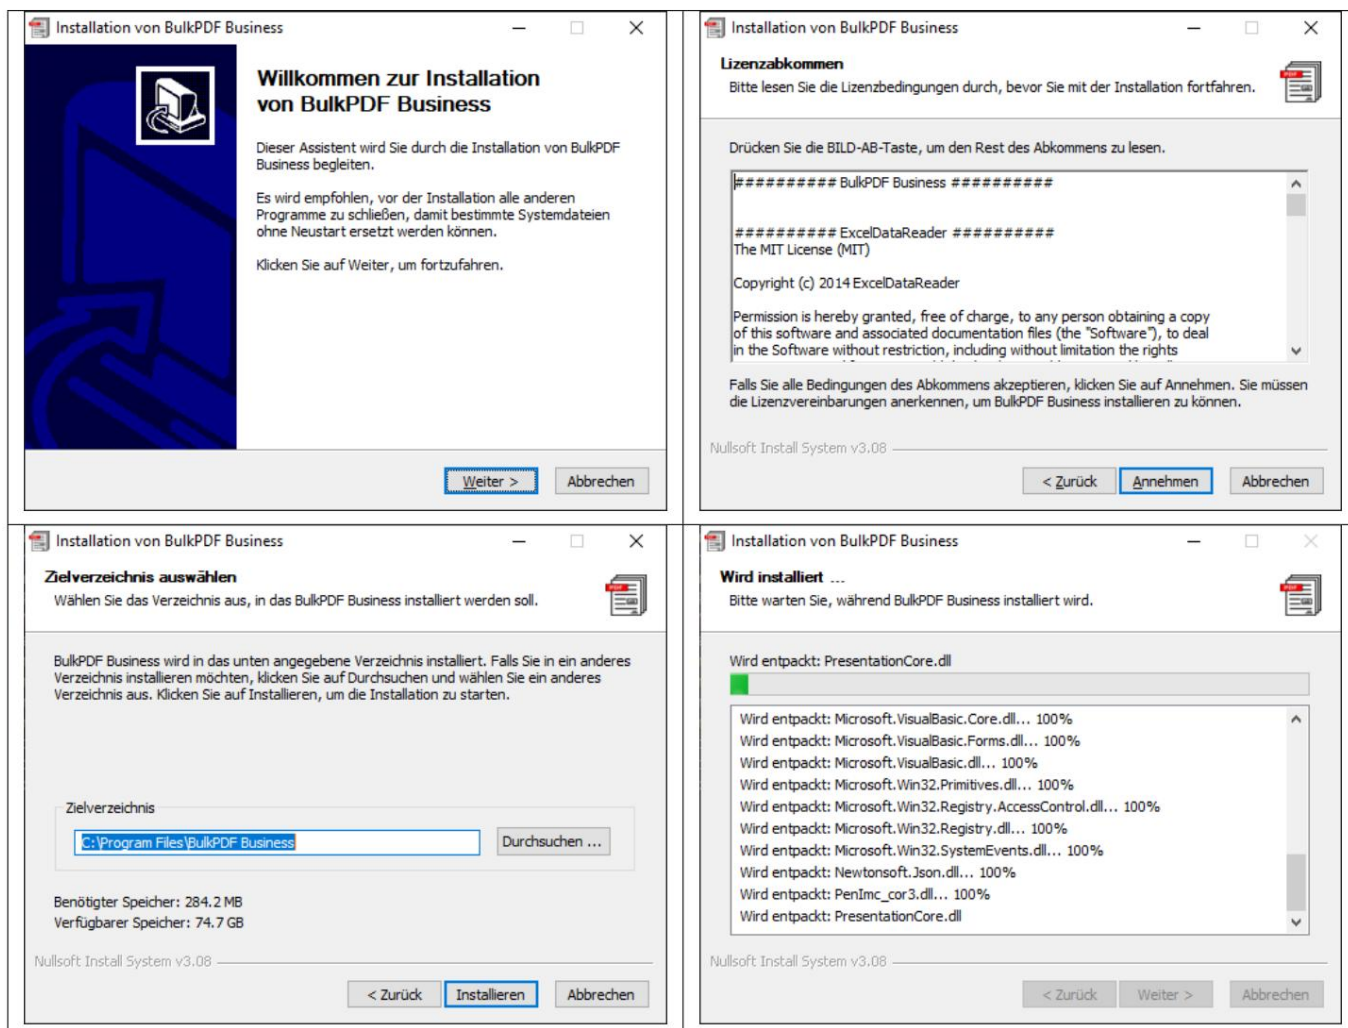 Installation von BulkPDF Business
Willkommen zur Installation
von BulkPDF Business
Dieser Assistent wird Sie durch die Installation von BulkPDF
Business begleiten.
Es wird empfohlen, vor der Installation alle anderen
Programme zu schließen, damit bestimmte Systemdateien
ohne Neustart ersetzt werden können.
Klicken Sie auf Weiter, um fortzufahren.
Weiter >
Abbrechen
Installation von BulkPDF Business
Lizenzabkommen
Bitte lesen Sie die Lizenzbedingungen durch, bevor Sie mit der Installation fortfahren.
PDF
Drücken Sie die BILD-AB-Taste, um den Rest des Abkommens zu lesen.
########## BulkPDF Business ##########
########## ExcelDataReader ##########
The MIT License (MIT)
Copyright (c) 2014 ExcelDataReader
Permission is hereby granted, free of charge, to any person obtaining a copy
of this software and associated documentation files (the "Software"), to deal
in the Software without restriction, including without limitation the rights
Falls Sie alle Bedingungen des Abkommens akzeptieren, klicken Sie auf Annehmen. Sie müssen
die Lizenzvereinbarungen anerkennen, um BulkPDF Business installieren zu können.
Nullsoft Install System v3.08
< Zurück
Annehmen
Abbrechen
Installation von BulkPDF Business
Zielverzeichnis auswählen
Wählen Sie das Verzeichnis aus, in das BulkPDF Business installiert werden soll.
PDF
BulkPDF Business wird in das unten angegebene Verzeichnis installiert. Falls Sie in ein anderes
Verzeichnis installieren möchten, klicken Sie auf Durchsuchen und wählen Sie ein anderes
Verzeichnis aus. Klicken Sie auf Installieren, um die Installation zu starten.
Zielverzeichnis
C:\Program Files\BulkPDF Business
Durchsuchen ...
Benötigter Speicher: 284.2 MB
Verfügbarer Speicher: 74.7 GB
Nullsoft Install System v3.08
< Zurück
Installieren
Abbrechen
Installation von BulkPDF Business
Wird installiert ...
Bitte warten Sie, während BulkPDF Business installiert wird.
PDF
Wird entpackt: PresentationCore.dll
Wird entpackt: Microsoft.VisualBasic.Core.dll... 100%
Wird entpackt: Microsoft.VisualBasic.Forms.dll... 100%
Wird entpackt: Microsoft.VisualBasic.dll... 100%
Wird entpackt: Microsoft.Win32.Primitives.dll... 100%
Wird entpackt: Microsoft.Win32.Registry.AccessControl.dll... 100%
Wird entpackt: Microsoft.Win32.Registry.dll... 100%
Wird entpackt: Microsoft.Win32.SystemEvents.dll... 100%
Wird entpackt: Newtonsoft.Json.dll... 100%
Wird entpackt: PenImc_cor3.dll... 100%
Wird entpackt: PresentationCore.dll
Nullsoft Install System v3.08
< Zurück
Weiter >
Abbrechen